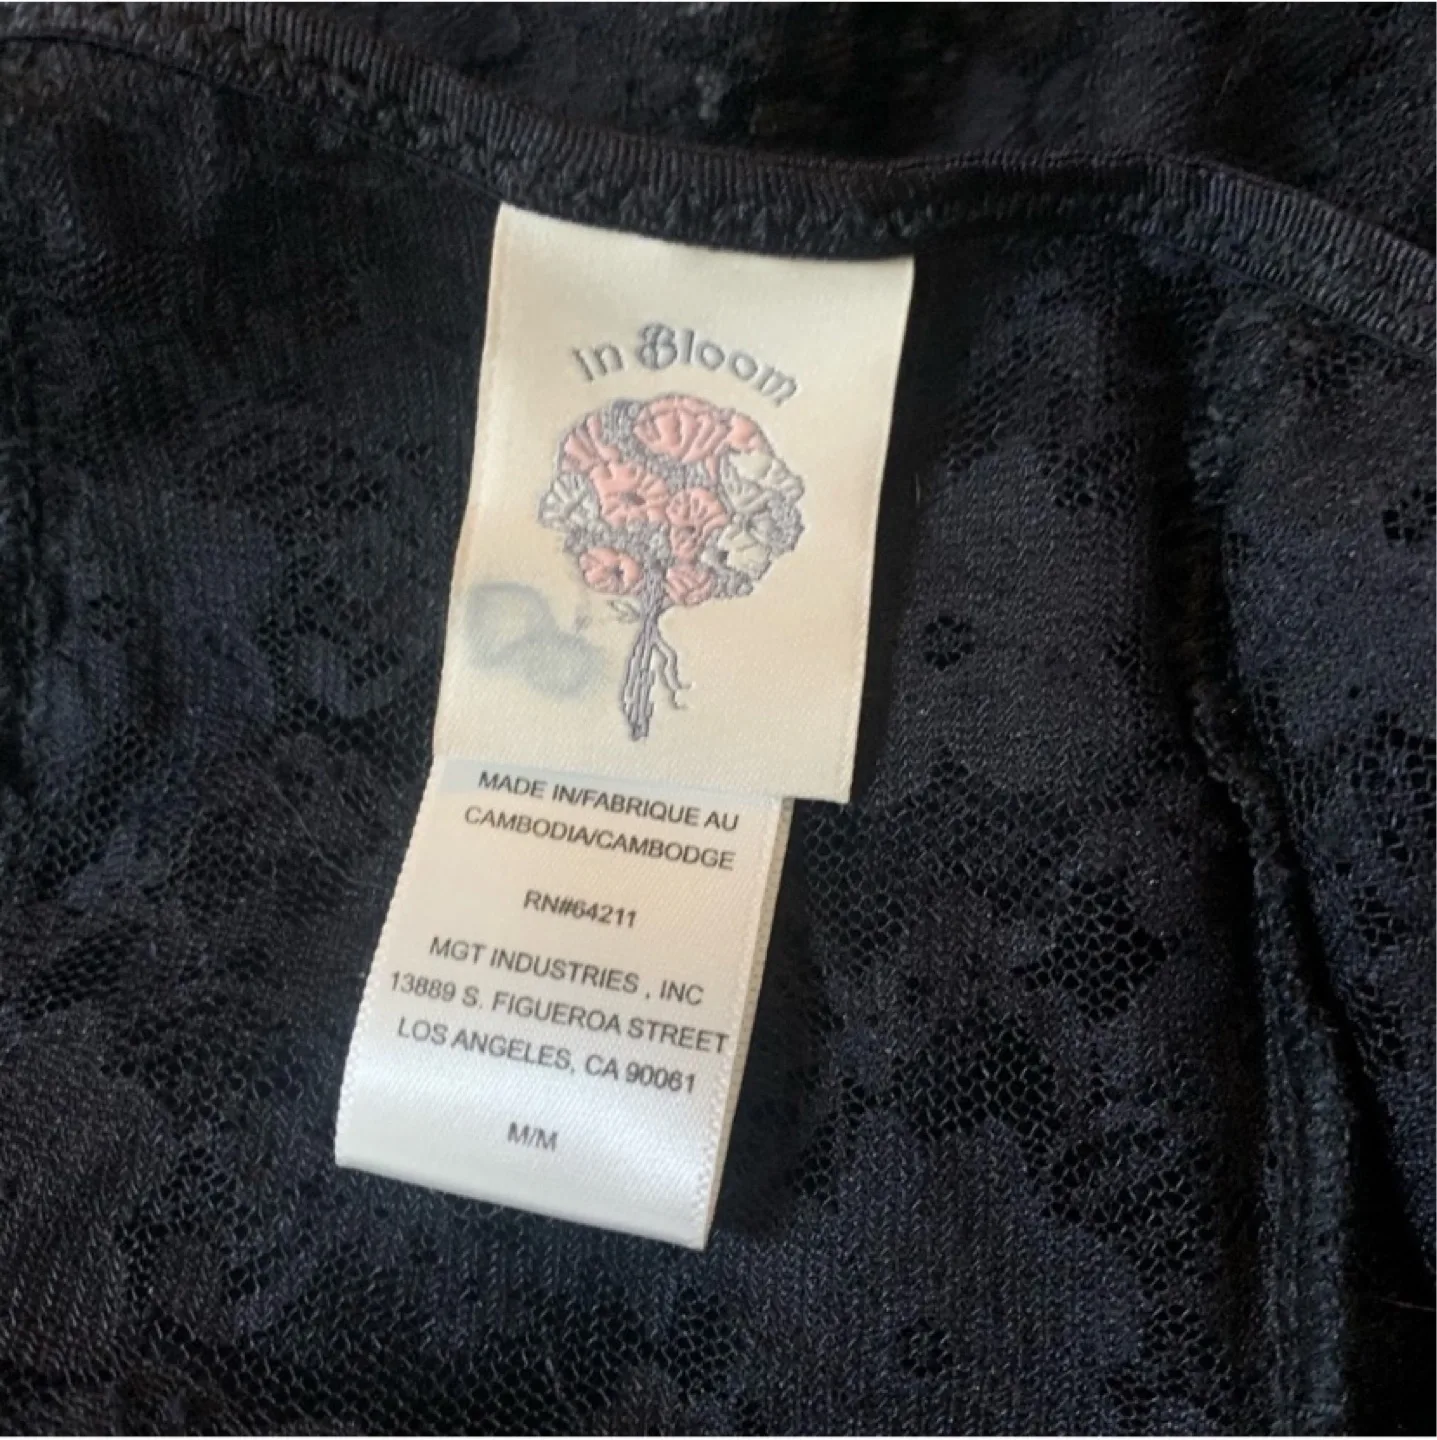 in Bloom
MADE IN/FABRIQUE AU
CAMBODIA/CAMBODGE
RN#64211
MGT INDUSTRIES , INC
13889 S. FIGUEROA STREET
LOS ANGELES, CA 90061
M/M